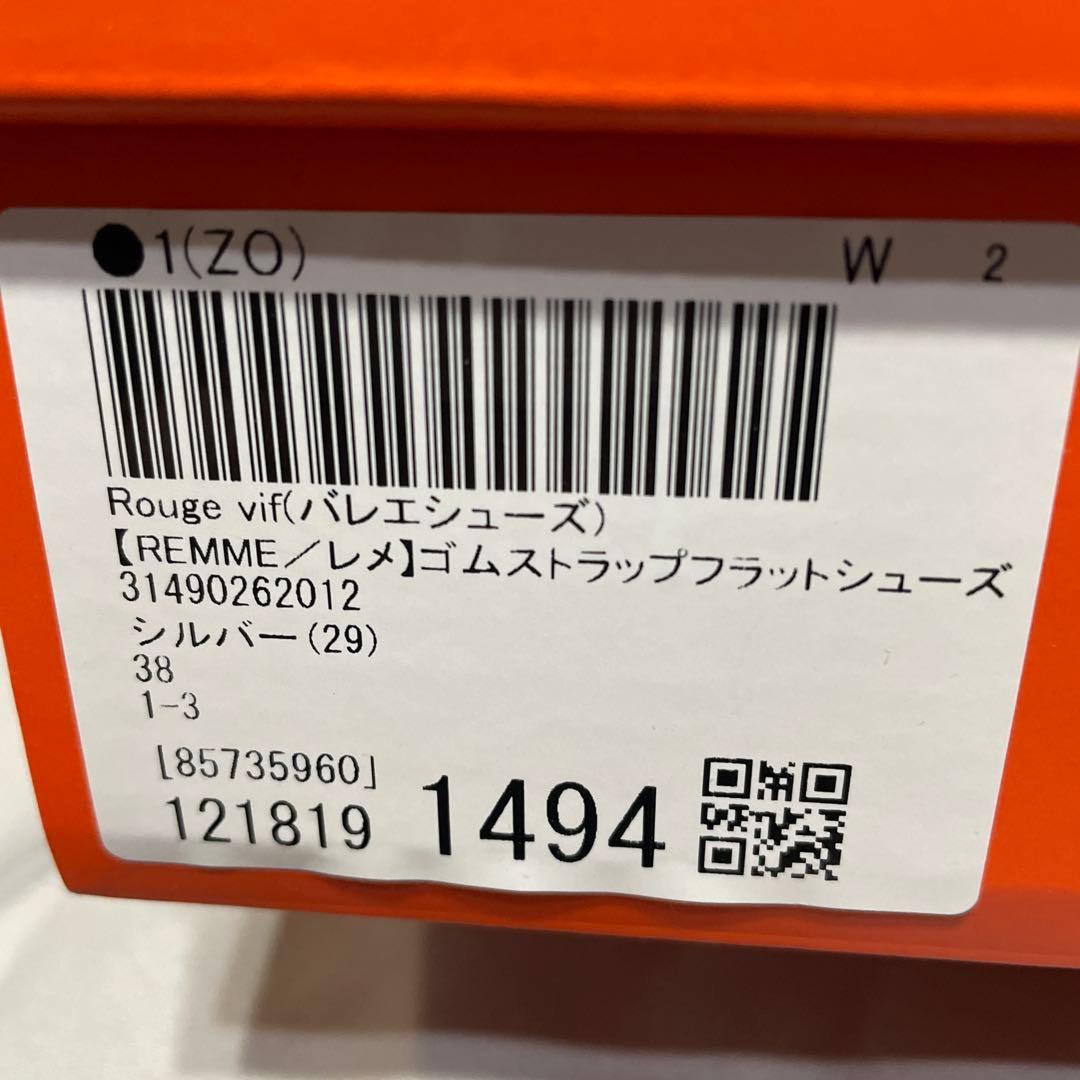 ●1(ZO) W 2
Rouge vif(バレエシューズ)
【REMME／レメ】ゴムストラップフラットシューズ
31490262012
シルバー(29)
38
1-3
[85735960]
121819 1494